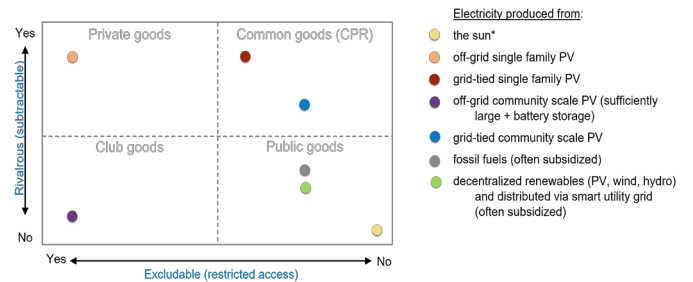 Electricity produced from:
Yes
Private goods
Common goods (CPR)
the sun*
off-grid single family PV
grid-tied single family PV
off-grid community scale PV (sufficiently
large + battery storage)
grid-tied community scale PV
Rivalrous (subtractable)
Club goods
Public goods
fossil fuels (often subsidized)
decentralized renewables (PV, wind, hydro)
and distributed via smart utility grid
(often subsidized)
No
Yes
No
Excludable (restricted access)